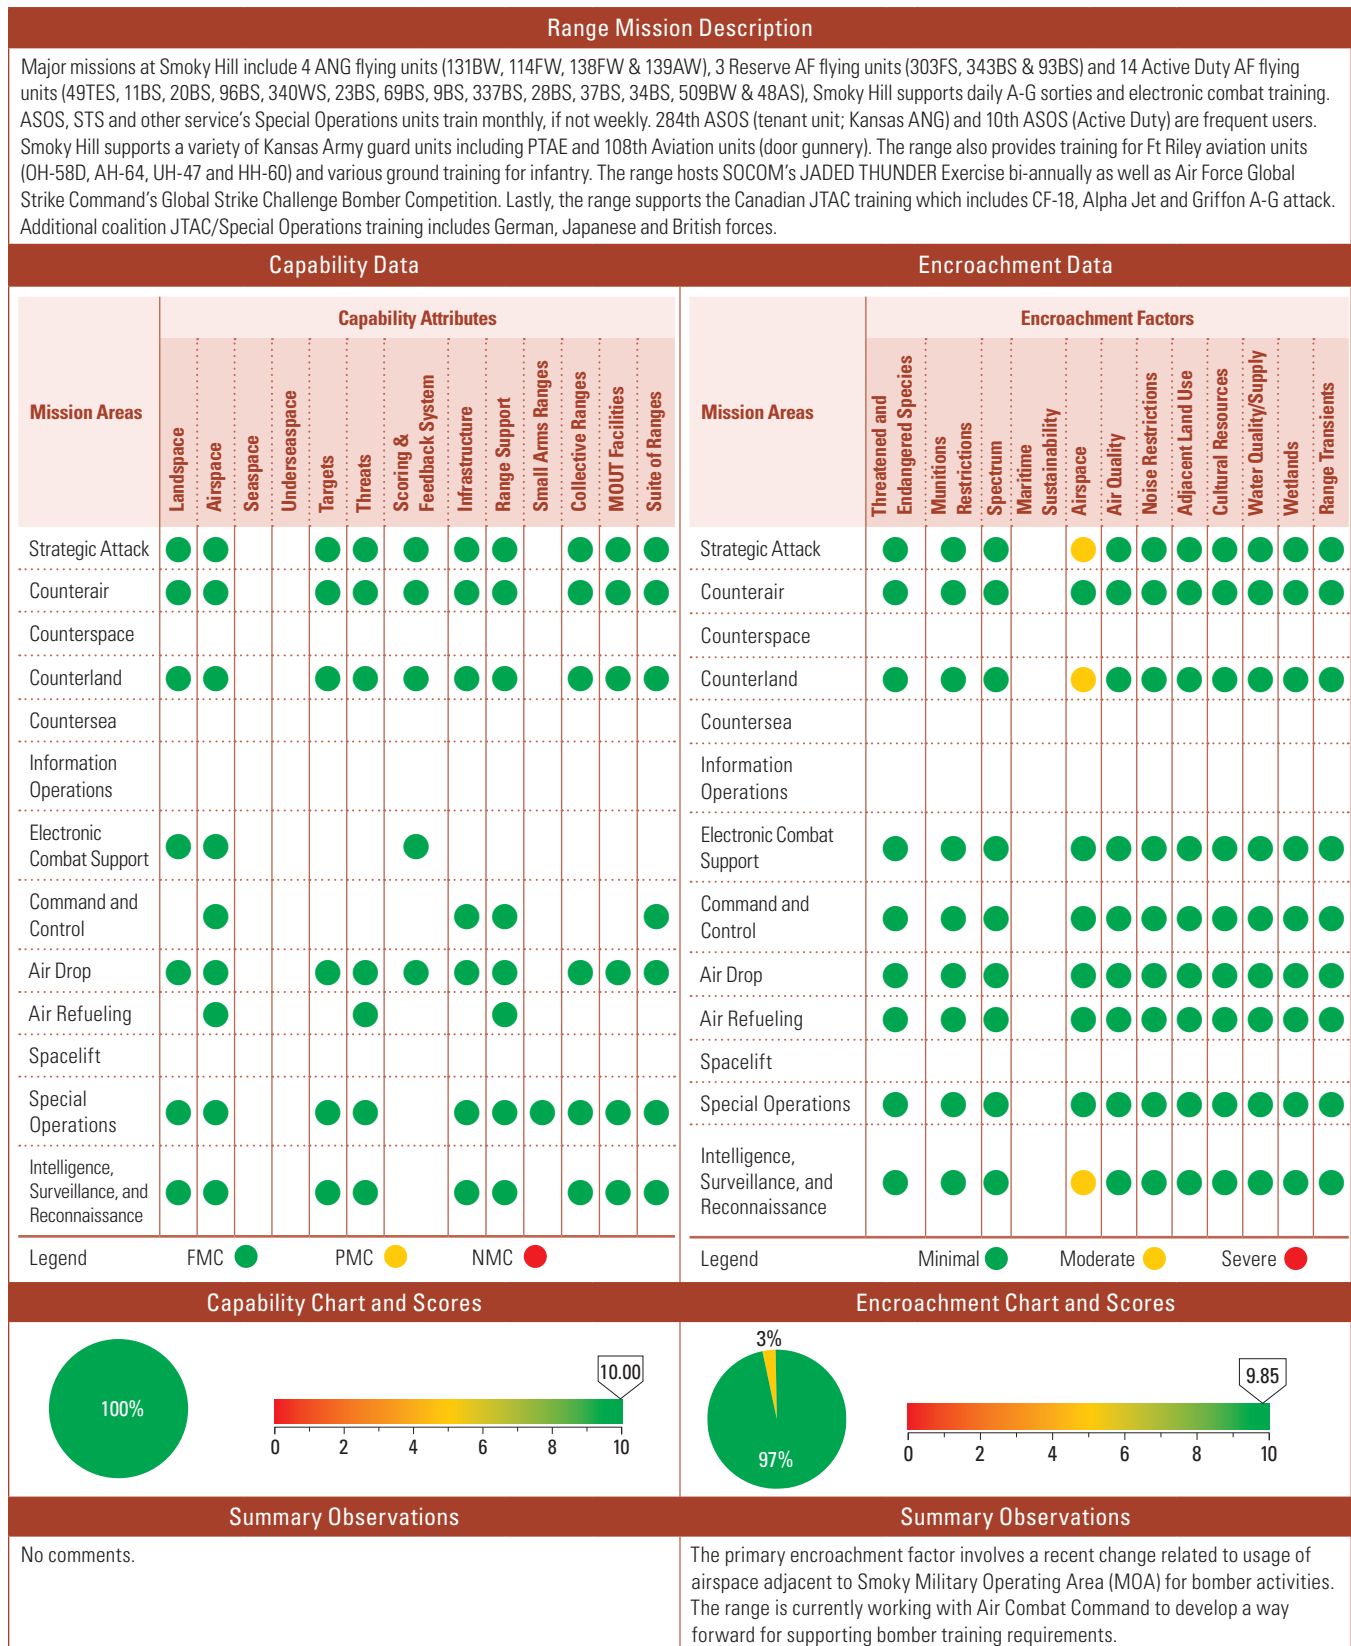 Range Mission Description
Major missions at Smoky Hill include 4 ANG flying units (131BW, 114FW, 138FW & 139AW), 3 Reserve AF flying units (303FS, 343BS & 93BS) and 14 Active Duty AF flying
units (49TES, 11BS, 20BS, 96BS, 340WS, 23BS, 69BS, 9BS, 337BS, 28BS, 37BS, 34BS, 509BW & 48AS), Smoky Hill supports daily A-G sorties and electronic combat training.
ASOS, STS and other service's Special Operations units train monthly, if not weekly. 284th ASOS (tenant unit; Kansas ANG) and 10th ASOS (Active Duty) are frequent users.
Smoky Hill supports a variety of Kansas Army guard units including PTAE and 108th Aviation units (door gunnery). The range also provides training for Ft Riley aviation units
(OH-58D, AH-64, UH-47 and HH-60) and various ground training for infantry. The range hosts SOCOM's JADED THUNDER Exercise bi-annually as well as Air Force Global
Strike Command's Global Strike Challenge Bomber Competition. Lastly, the range supports the Canadian JTAC training which includes CF-18, Alpha Jet and Griffon A-G attack.
Additional coalition JTAC/Special Operations training includes German, Japanese and British forces.
Capability Data
Mission Areas
Capability Attributes
Landspace
Airspace
Seaspace
Underseaspace
Targets
Threats
Scoring &
Feedback System
Infrastructure
Range Support
Small Arms Ranges
Collective Ranges
MOUT Facilities
Suite of Ranges
Strategic Attack
Counterair
Counterspace
Counterland
Countersea
Information
Operations
Electronic
Combat Support
Command and
Control
Air Drop
Air Refueling
Spacelift
Special
Operations
Intelligence,
Surveillance, and
Reconnaissance
Legend FMC PMC NMC
Encroachment Data
Mission Areas
Encroachment Factors
Threatened and
Endangered Species
Munitions
Restrictions
Spectrum
Maritime
Sustainability
Airspace
Air Quality
Noise Restrictions
Adjacent Land Use
Cultural Resources
Water Quality/Supply
Wetlands
Range Transients
Strategic Attack
Counterair
Counterspace
Counterland
Countersea
Information
Operations
Electronic Combat
Support
Command and
Control
Air Drop
Air Refueling
Spacelift
Special Operations
Intelligence,
Surveillance, and
Reconnaissance
Legend Minimal Moderate Severe
Capability Chart and Scores
100%
10.00
0 2 4 6 8 10
Encroachment Chart and Scores
3%
97%
9.85
0 2 4 6 8 10
Summary Observations
No comments.
Summary Observations
The primary encroachment factor involves a recent change related to usage of
airspace adjacent to Smoky Military Operating Area (MOA) for bomber activities.
The range is currently working with Air Combat Command to develop a way
forward for supporting bomber training requirements.